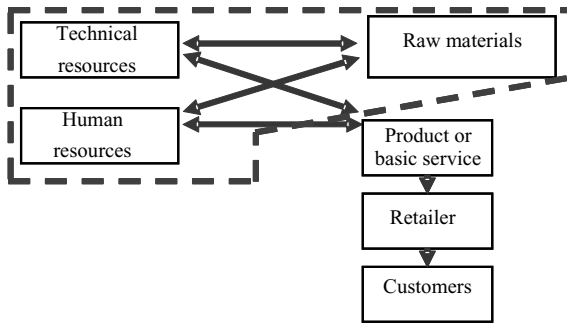 Technical
resources
Raw materials
Human
resources
Product or
basic service
Retailer
Customers